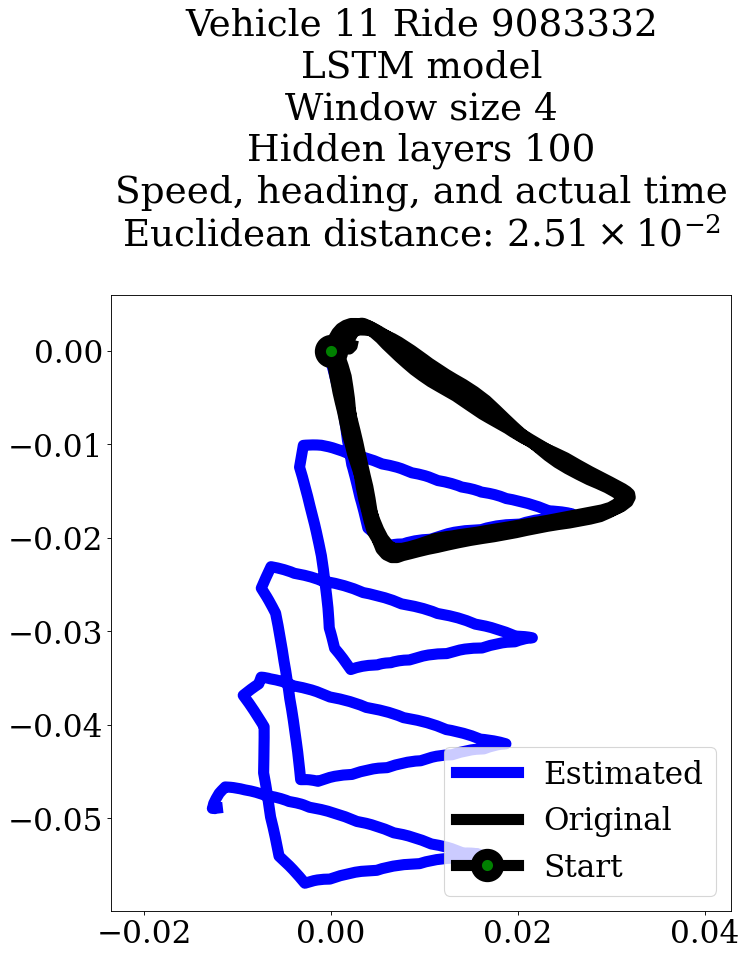 Vehicle 11 Ride 9083332
LSTM model
Window size 4
Hidden layers 100
Speed, heading, and actual time
Euclidean distance: 2.51 × 10⁻²
0.00
−0.01
−0.02
−0.03
−0.04
−0.05
Estimated
Original
Start
−0.02 0.00 0.02 0.04